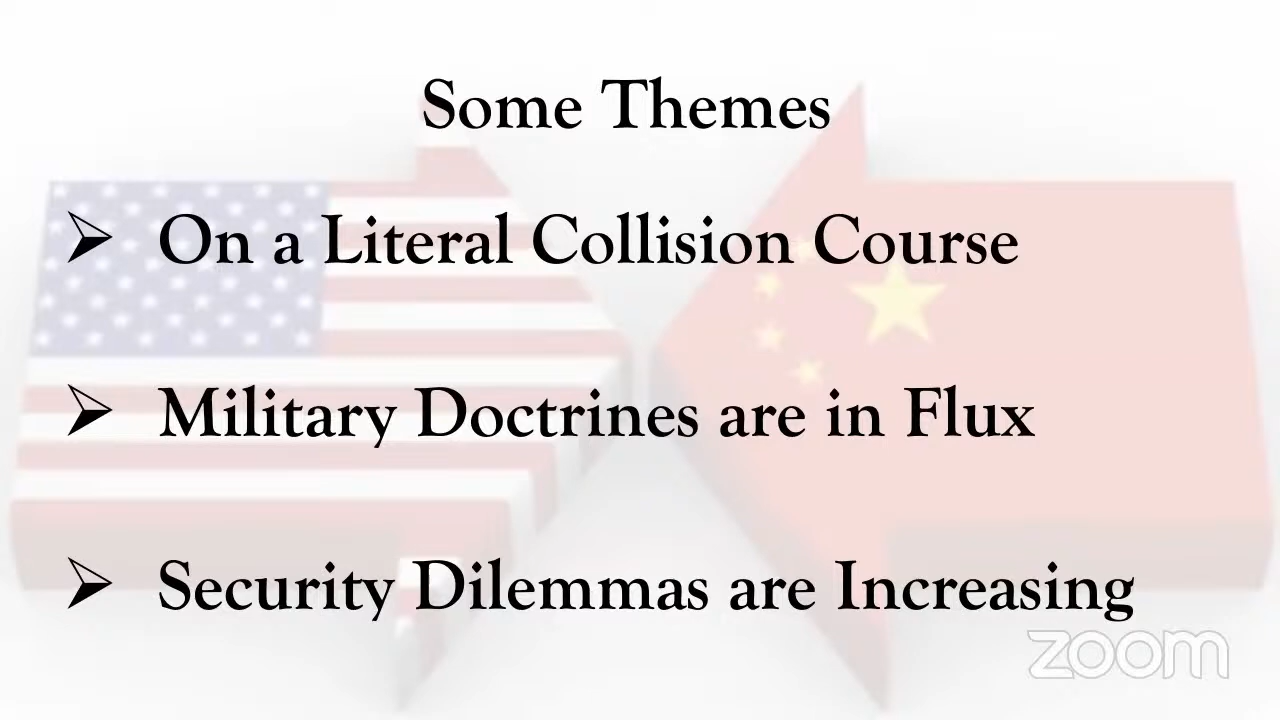 Some Themes
On a Literal Collision Course
Military Doctrines are in Flux
Security Dilemmas are Increasing
zoom